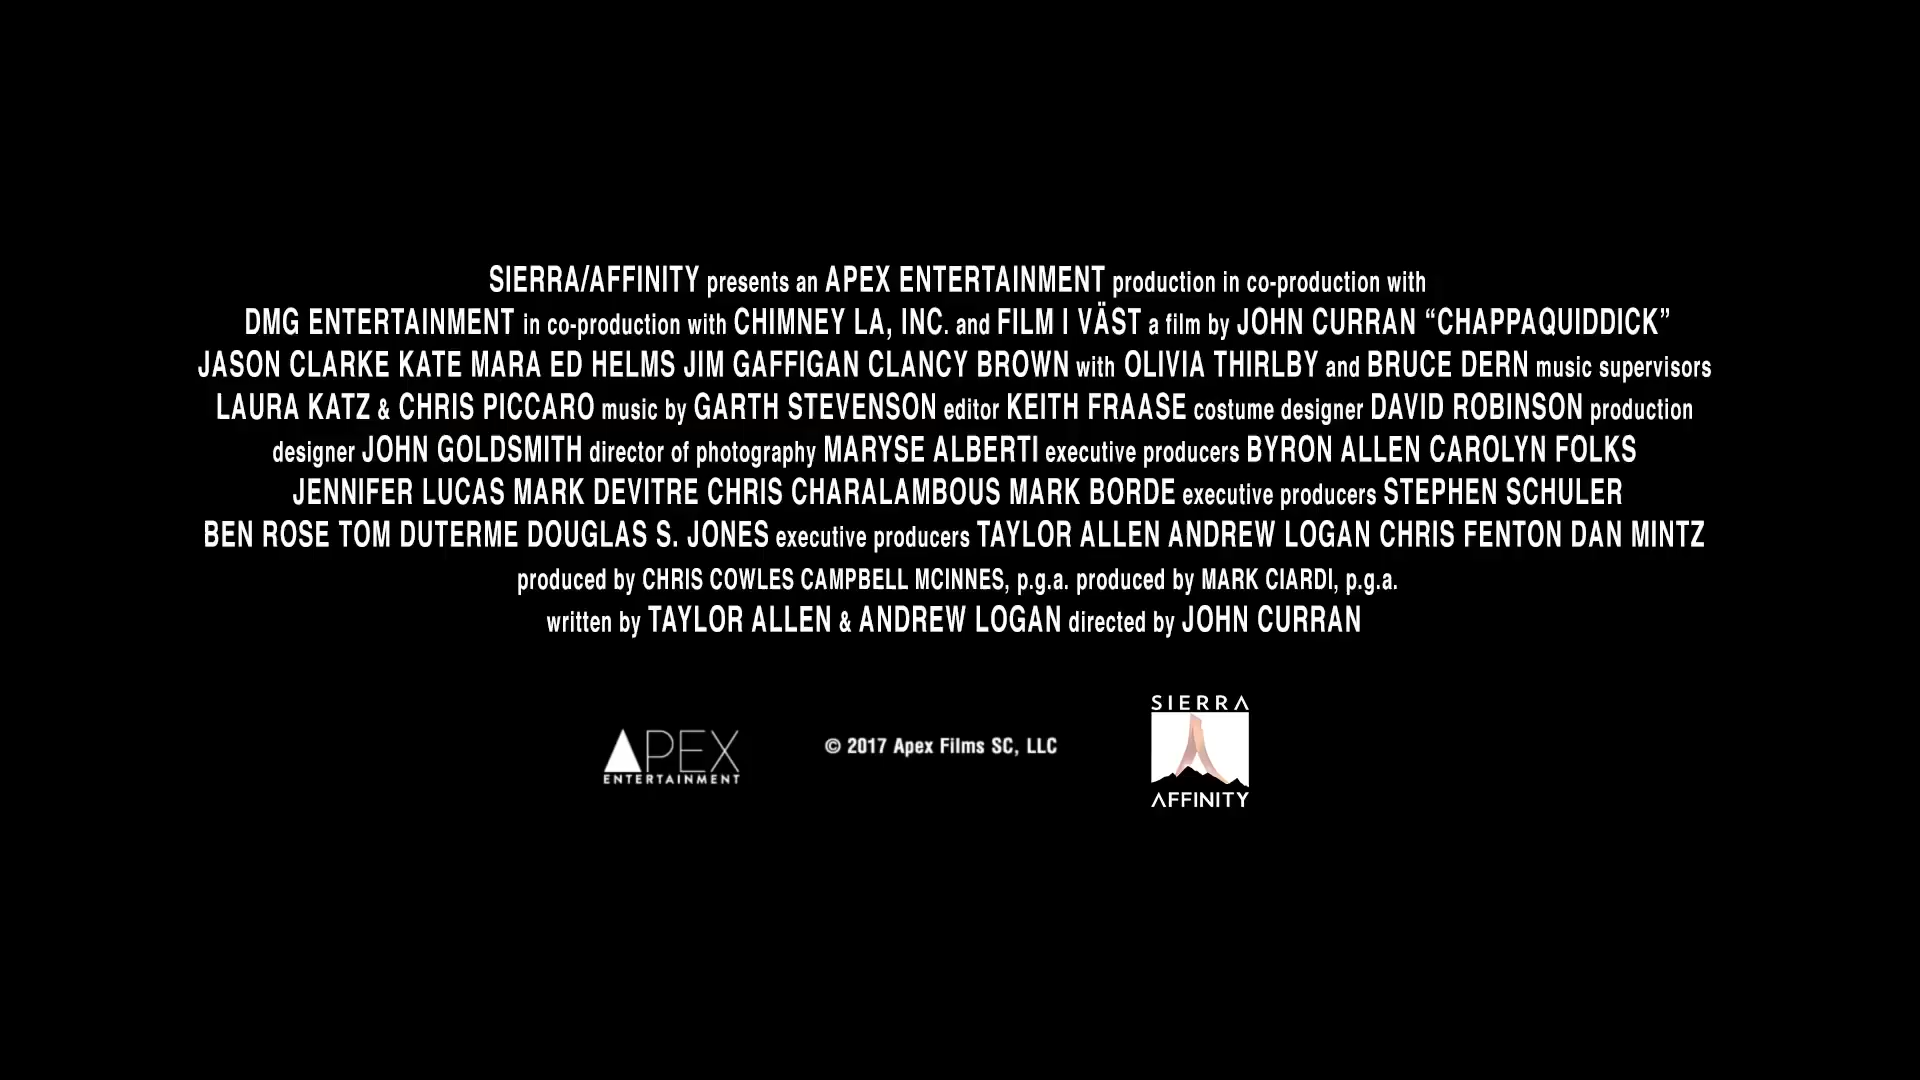 SIERRA/AFFINITY presents an APEX ENTERTAINMENT production in co-production with
DMG ENTERTAINMENT in co-production with CHIMNEY LA, INC. and FILM I VÄST a film by JOHN CURRAN “CHAPPAQUIDDICK”
JASON CLARKE KATE MARA ED HELMS JIM GAFFIGAN CLANCY BROWN with OLIVIA THIRLBY and BRUCE DERN music supervisors
LAURA KATZ & CHRIS PICCARO music by GARTH STEVENSON editor KEITH FRAASE costume designer DAVID ROBINSON production
designer JOHN GOLDSMITH director of photography MARYSE ALBERTI executive producers BYRON ALLEN CAROLYN FOLKS
JENNIFER LUCAS MARK DEVITRE CHRIS CHARALAMBOUS MARK BORDE executive producers STEPHEN SCHULER
BEN ROSE TOM DUTERME DOUGLAS S. JONES executive producers TAYLOR ALLEN ANDREW LOGAN CHRIS FENTON DAN MINTZ
produced by CHRIS COWLES CAMPBELL MCINNES, p.g.a. produced by MARK CIARDI, p.g.a.
written by TAYLOR ALLEN & ANDREW LOGAN directed by JOHN CURRAN
APEX
ENTERTAINMENT
© 2017 Apex Films SC, LLC
SIERRA
AFFINITY